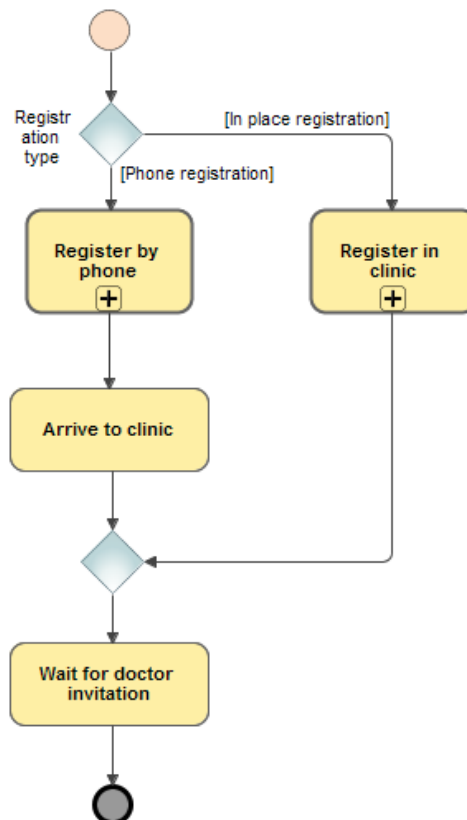 Registr
ation
type
[In place registration]
[Phone registration]
Register by
phone
Register in
clinic
Arrive to clinic
Wait for doctor
invitation